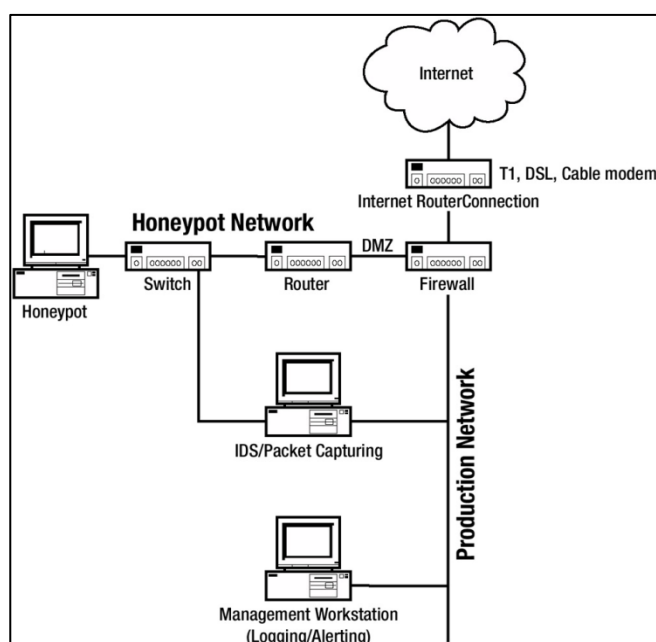 Internet
T1, DSL, Cable modem
Internet RouterConnection
Honeypot Network
DMZ
Honeypot
Switch
Router
Firewall
IDS/Packet Capturing
Production Network
Management Workstation
(Logging/Alerting)